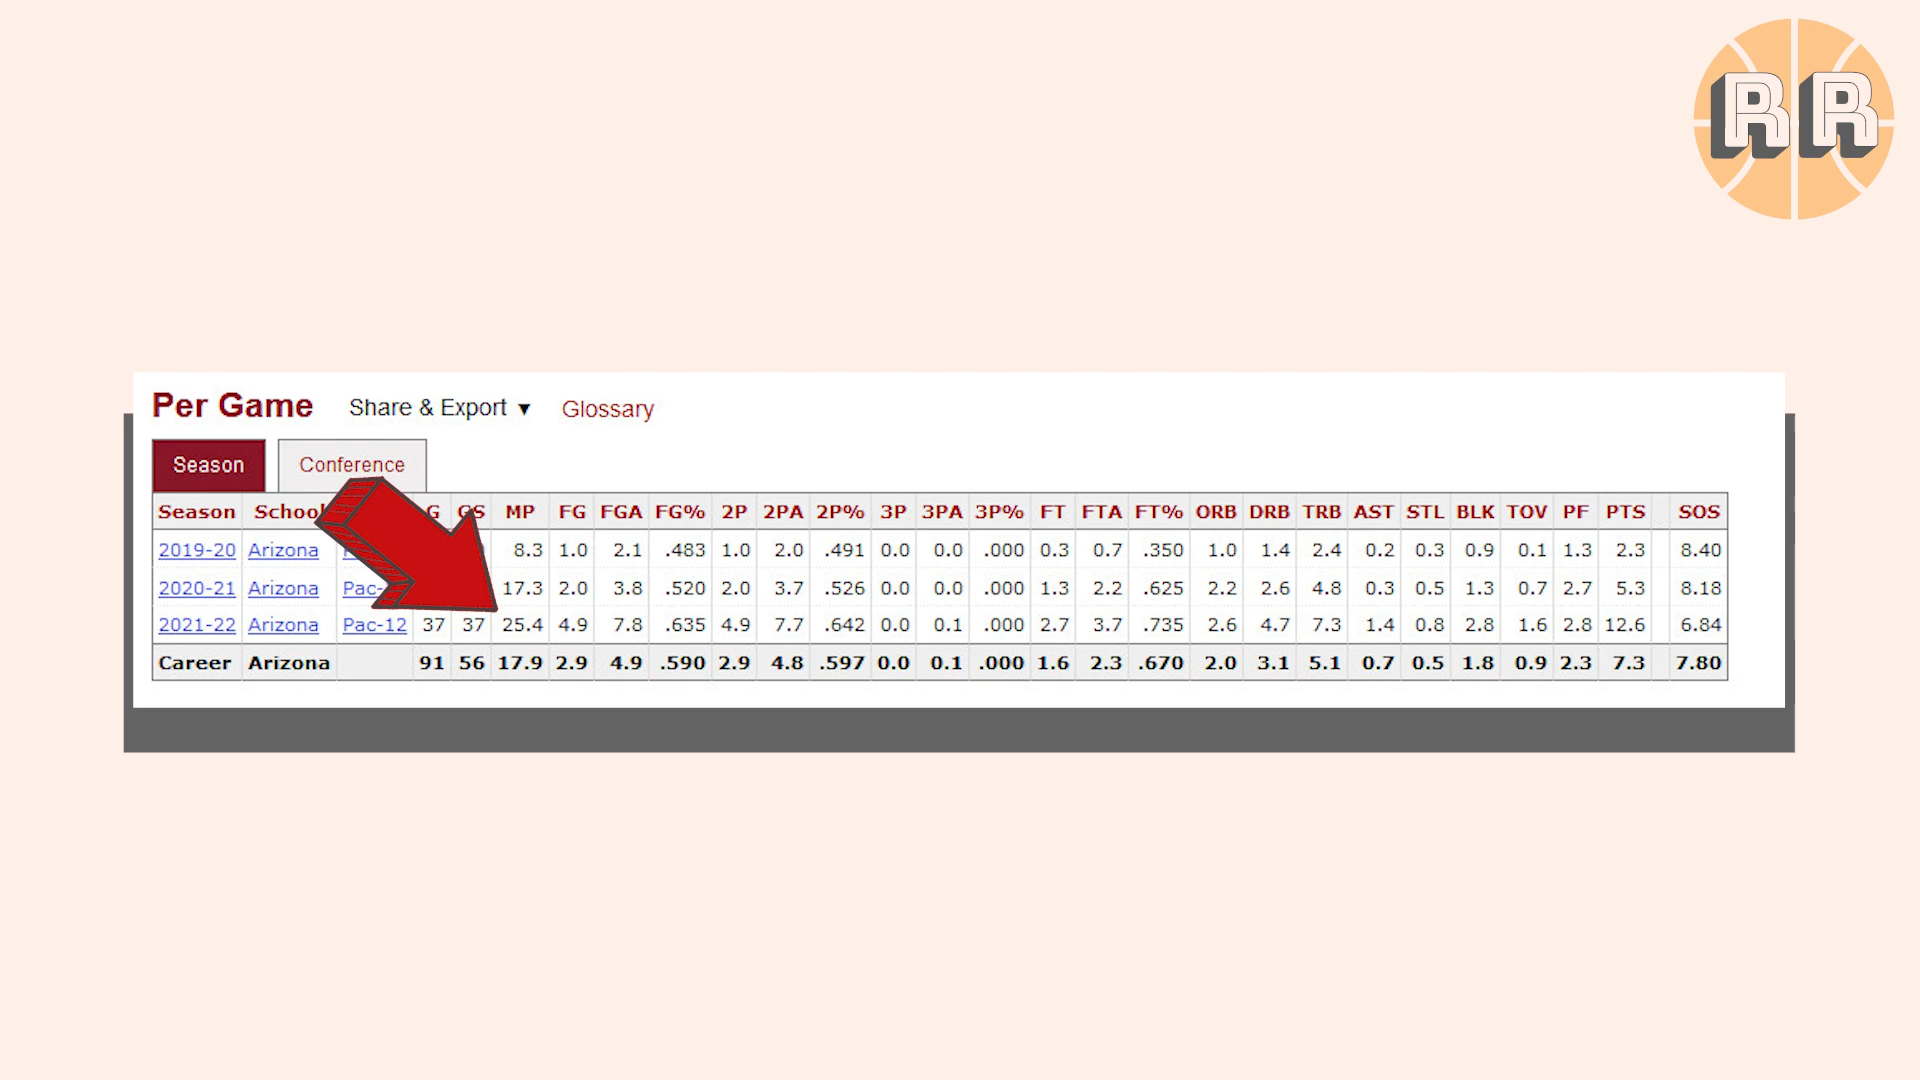 RR
Per Game Share & Export ▼ Glossary
Season Conference
Season School G GS MP FG FGA FG% 2P 2PA 2P% 3P 3PA 3P% FT FTA FT% ORB DRB TRB AST STL BLK TOV PF PTS SOS
2019-20 Arizona 8.3 1.0 2.1 .483 1.0 2.0 .491 0.0 0.0 .000 0.3 0.7 .350 1.0 1.4 2.4 0.2 0.3 0.9 0.1 1.3 2.3 8.40
2020-21 Arizona Pac- 17.3 2.0 3.8 .520 2.0 3.7 .526 0.0 0.0 .000 1.3 2.2 .625 2.2 2.6 4.8 0.3 0.5 1.3 0.7 2.7 5.3 8.18
2021-22 Arizona Pac-12 37 37 25.4 4.9 7.8 .635 4.9 7.7 .642 0.0 0.1 .000 2.7 3.7 .735 2.6 4.7 7.3 1.4 0.8 2.8 1.6 2.8 12.6 6.84
Career Arizona 91 56 17.9 2.9 4.9 .590 2.9 4.8 .597 0.0 0.1 .000 1.6 2.3 .670 2.0 3.1 5.1 0.7 0.5 1.8 0.9 2.3 7.3 7.80